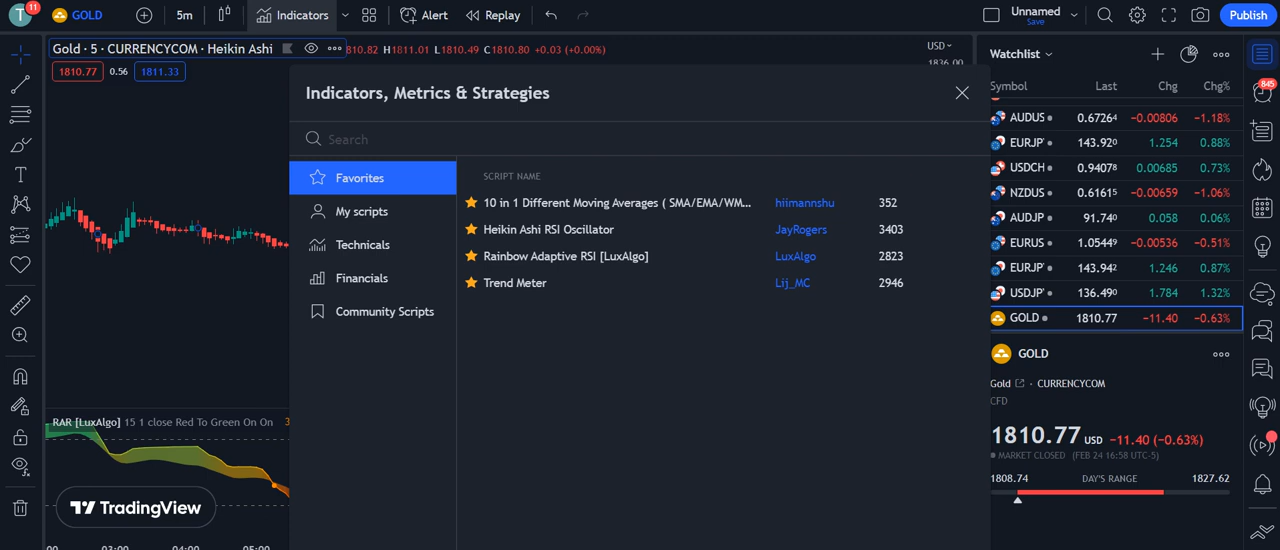 T 11 GOLD 5m Indicators Alert Replay Unnamed Save Publish
Gold · 5 · CURRENCYCOM · Heikin Ashi 810.82 H1811.01 L1810.49 C1810.80 +0.03 (+0.00%)
1810.77 0.56 1811.33
USD
1836.00
Indicators, Metrics & Strategies
Search
Favorites
My scripts
Technicals
Financials
Community Scripts
SCRIPT NAME
10 in 1 Different Moving Averages ( SMA/EMA/WM... hiimannshu 352
Heikin Ashi RSI Oscillator JayRogers 3403
Rainbow Adaptive RSI [LuxAlgo] LuxAlgo 2823
Trend Meter Lij_MC 2946
RAR [LuxAlgo] 15 1 close Red To Green On On 3
TradingView
03:00 04:00 05:00
Watchlist
Symbol Last Chg Chg%
AUDUS 0.67264 −0.00806 −1.18%
EURJP 143.920 1.254 0.88%
USDCH 0.94078 0.00685 0.73%
NZDUS 0.61615 −0.00659 −1.06%
AUDJP 91.740 0.058 0.06%
EURUS 1.05449 −0.00536 −0.51%
EURJP 143.942 1.246 0.87%
USDJP 136.490 1.784 1.32%
GOLD 1810.77 −11.40 −0.63%
GOLD
Gold · CURRENCYCOM
CFD
1810.77 USD −11.40 (−0.63%)
MARKET CLOSED (FEB 24 16:58 UTC-5)
1808.74 DAY'S RANGE 1827.62
845